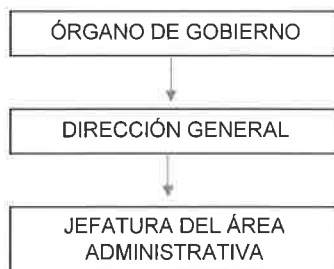 ÓRGANO DE GOBIERNO
DIRECCIÓN GENERAL
JEFATURA DEL ÁREA
ADMINISTRATIVA